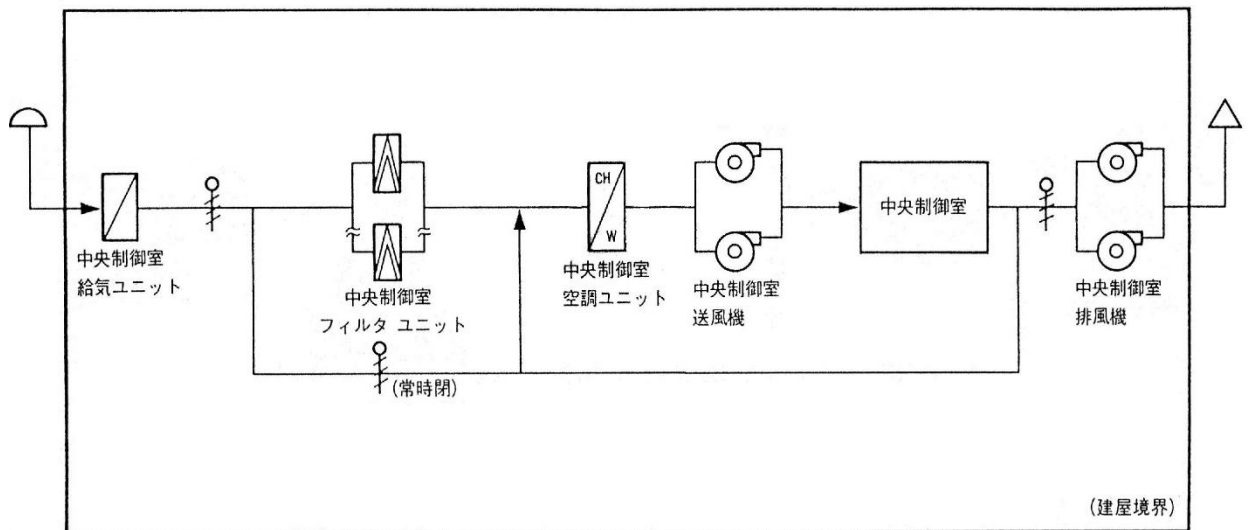 中央制御室
給気ユニット
中央制御室
フィルタ ユニット
(常時閉)
CH
W
中央制御室
空調ユニット
中央制御室
送風機
中央制御室
中央制御室
排風機
(建屋境界)